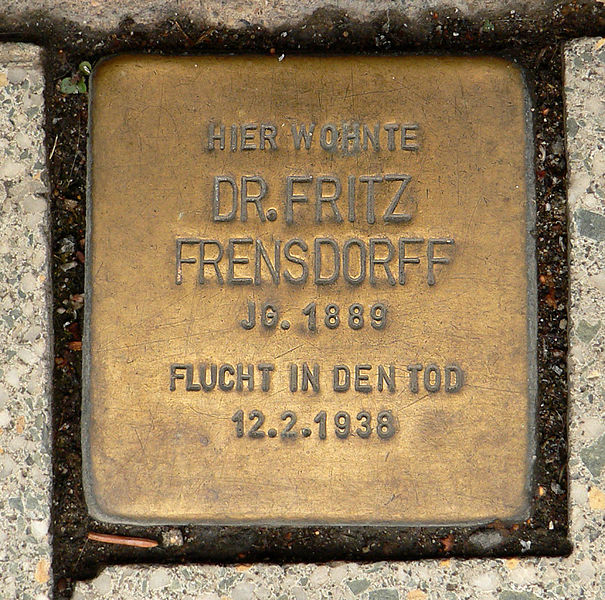 HIER WOHNTE
DR. FRITZ
FRENSDORFF
JG. 1889
FLUCHT IN DEN TOD
12.2.1938